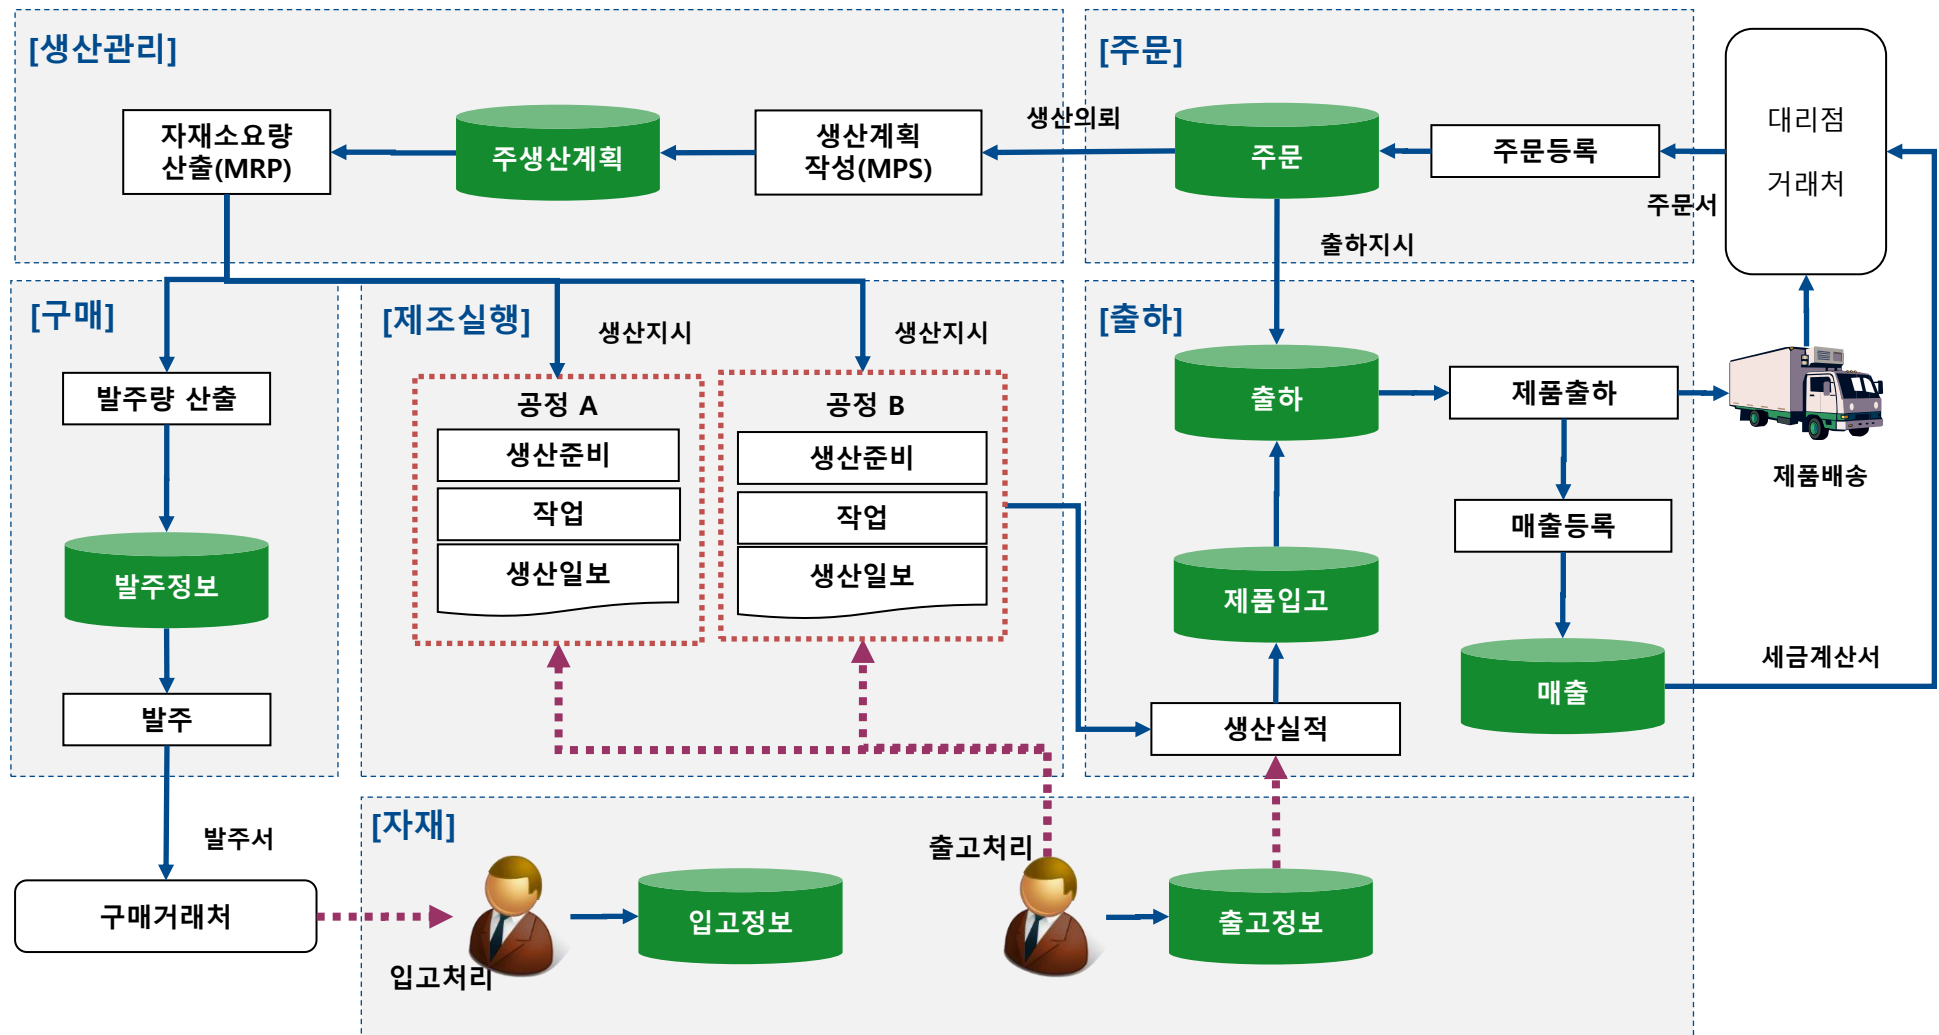 [생산관리]
자재소요량
산출(MRP)
주생산계획
생산계획
작성(MPS)
생산의뢰
[주문]
주문
주문등록
주문서
대리점
거래처
출하지시
[구매]
발주량 산출
발주정보
발주
발주서
구매거래처
[제조실행]
생산지시
생산지시
공정 A
생산준비
작업
생산일보
공정 B
생산준비
작업
생산일보
[출하]
출하
제품출하
제품배송
매출등록
제품입고
매출
세금계산서
생산실적
[자재]
입고처리
입고정보
출고처리
출고정보